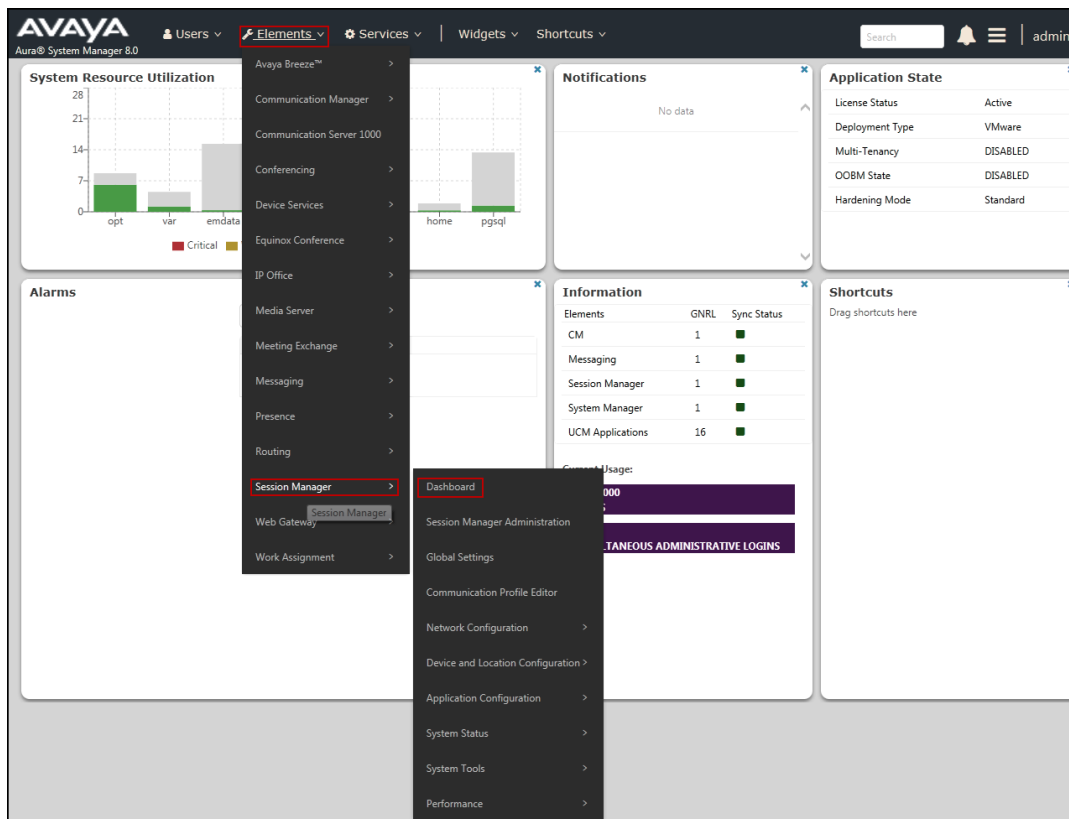 AVAYA
Aura® System Manager 8.0
Users
Elements
Services
Widgets
Shortcuts
Search
admin
System Resource Utilization
28
21
14
7
0
opt
var
emdata
home
pgsql
Critical
Notifications
No data
Application State
License Status Active
Deployment Type VMware
Multi-Tenancy DISABLED
OOBM State DISABLED
Hardening Mode Standard
Avaya Breeze™
Communication Manager
Communication Server 1000
Conferencing
Device Services
Equinox Conference
IP Office
Media Server
Meeting Exchange
Messaging
Presence
Routing
Session Manager
Session Manager
Web Gateway
Work Assignment
Dashboard
Session Manager Administration
Global Settings
Communication Profile Editor
Network Configuration
Device and Location Configuration
Application Configuration
System Status
System Tools
Performance
Alarms
Information
Elements GNRL Sync Status
CM 1
Messaging 1
Session Manager 1
System Manager 1
UCM Applications 16
Usage:
ADMINISTRATIVE LOGINS
Shortcuts
Drag shortcuts here